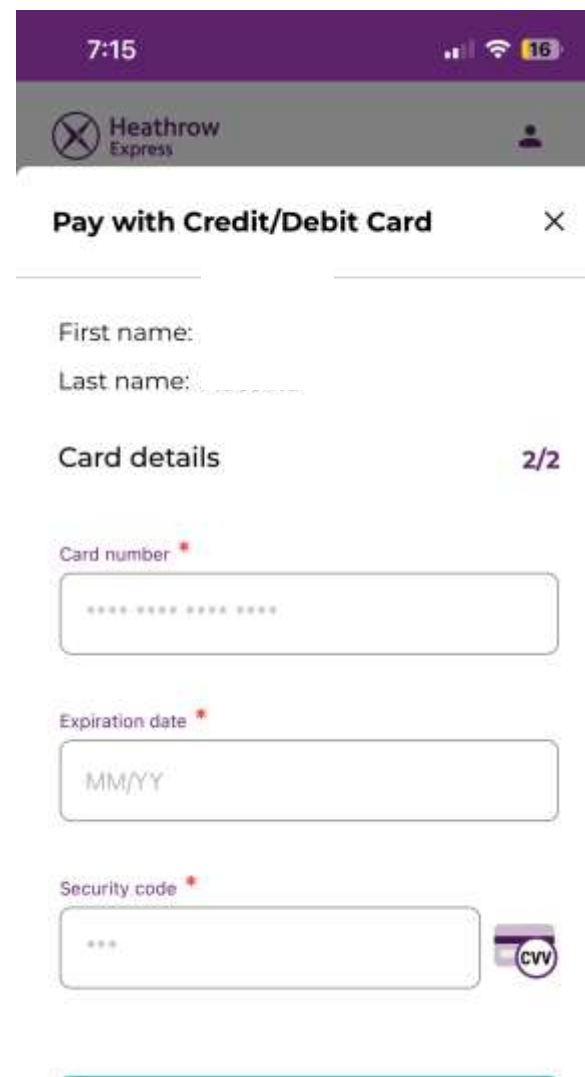 7:15
16
Heathrow
Express
Pay with Credit/Debit Card
First name:
Last name:
Card details
2/2
Card number *
**** **** **** ****
Expiration date *
MM/YY
Security code *
***
CVV